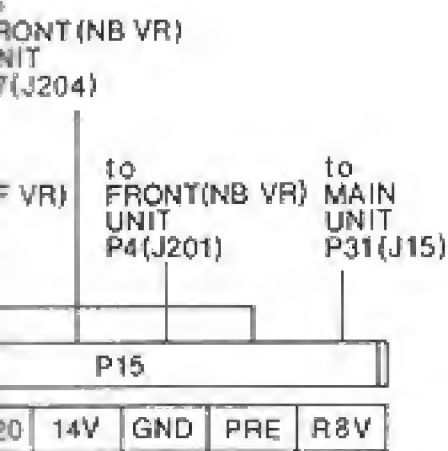 FRONT(NB VR)
UNIT
7(J204)
VR)
to
FRONT(NB VR)
UNIT
P4(J201)
to
MAIN
UNIT
P31(J15)
P15
20 14V GND PRE R8V